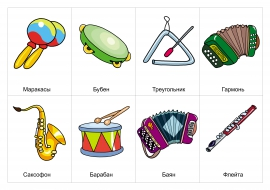 Маракасы
Бубен
Треугольник
Гармонь
Саксофон
Барабан
Баян
Флейта